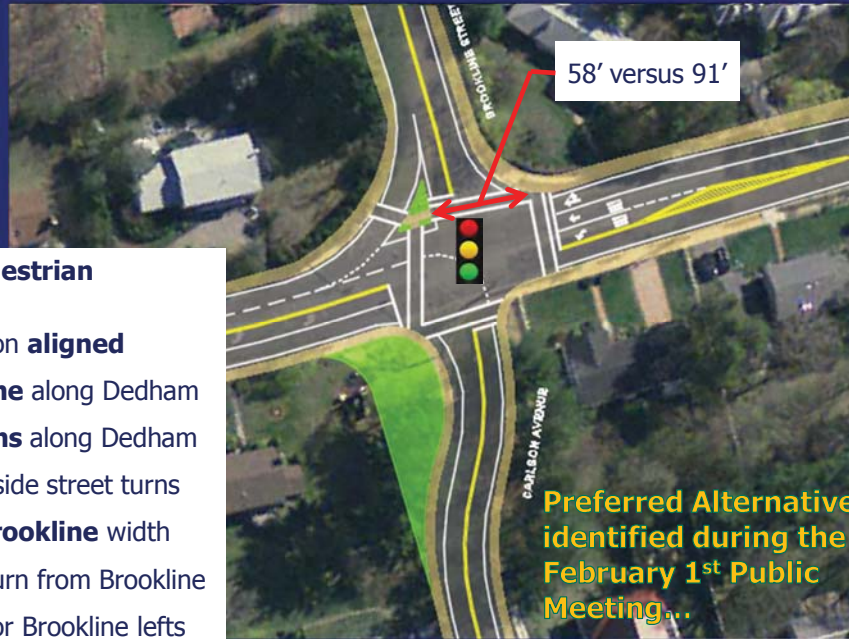 BROOKLINE STREET
58’ versus 91’
estrian
on aligned
ne along Dedham
ns along Dedham
side street turns
rookline width
urn from Brookline
or Brookline lefts
CARLSON AVENUE
Preferred Alternative
identified during the
February 1st Public
Meeting...